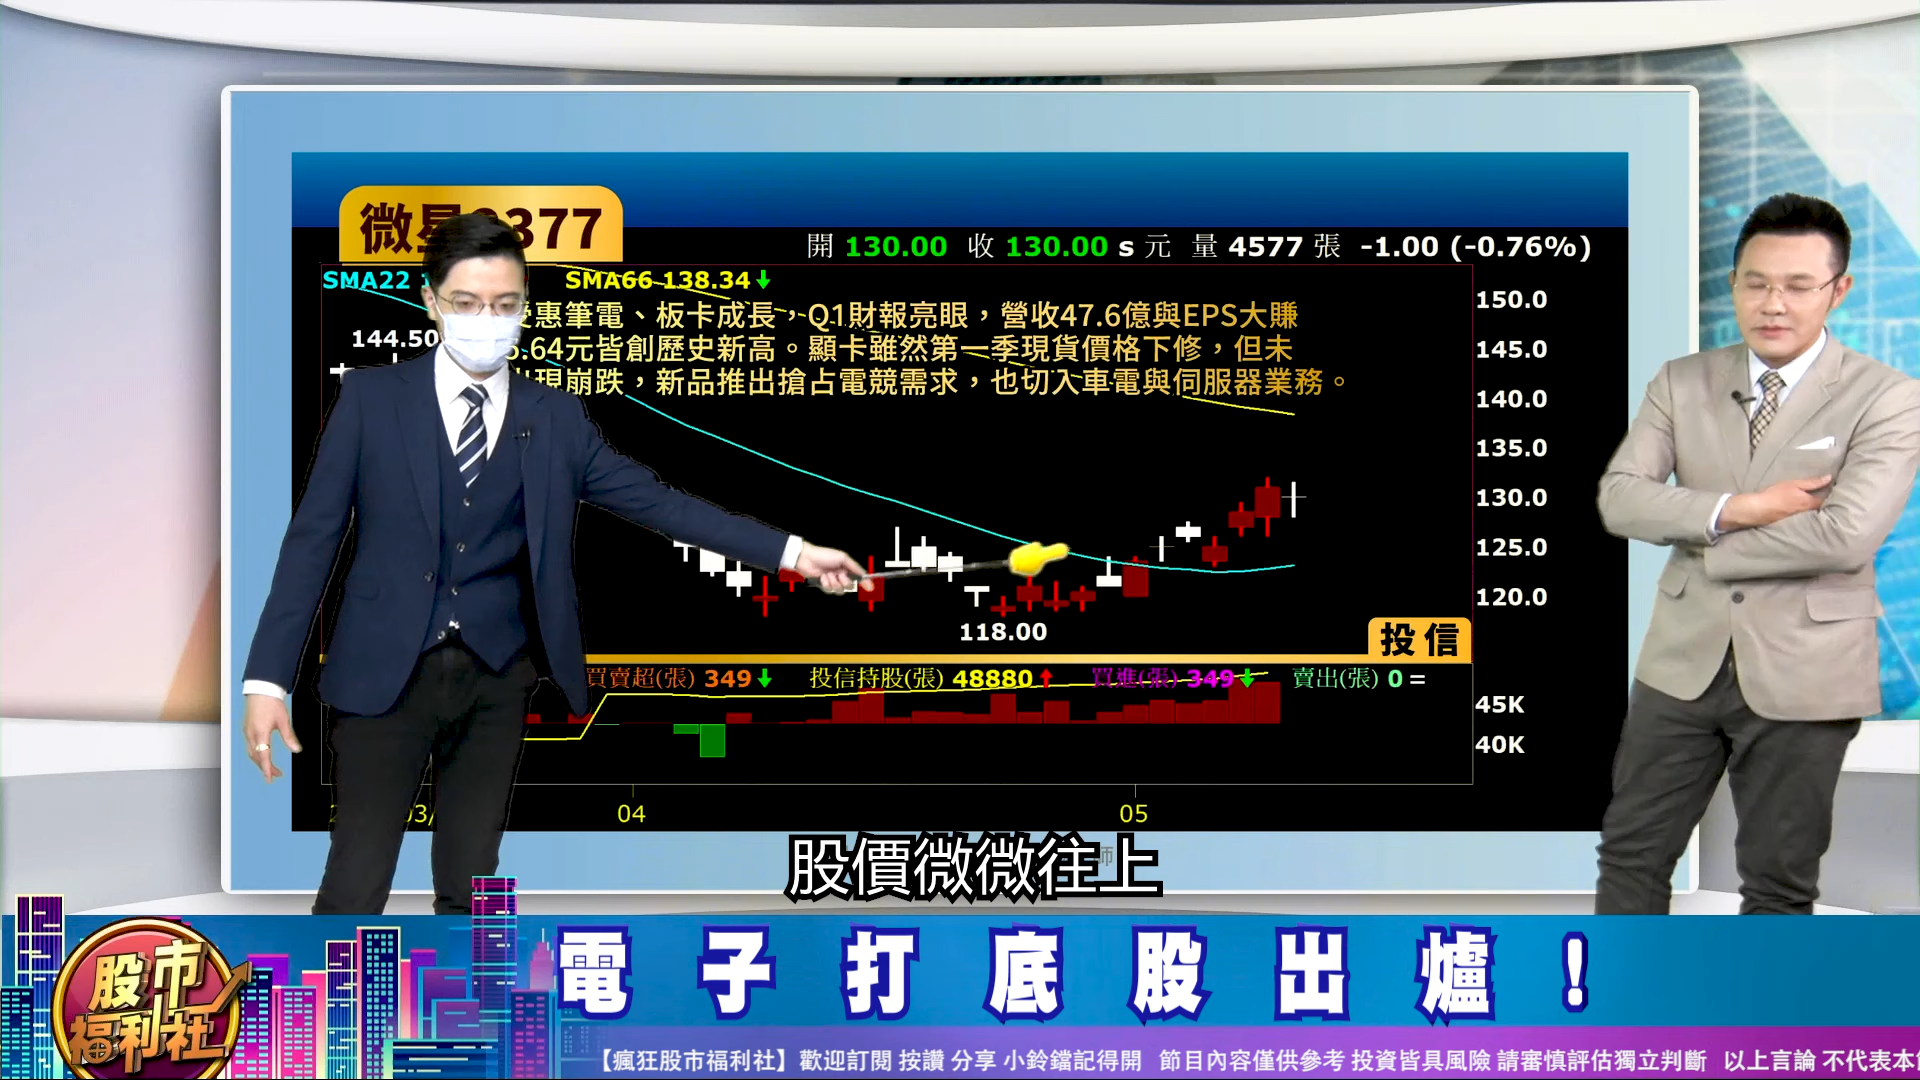 微星 377
開 130.00 收 130.00 s 元 量 4577 張 -1.00 (-0.76%)
SMA22 SMA66 138.34
惠筆電、板卡成長，Q1財報亮眼，營收47.6億與EPS大賺
.64元皆創歷史新高。顯卡雖然第一季現貨價格下修，但未
現崩跌，新品推出搶占電競需求，也切入車電與伺服器業務。
144.50
118.00
150.0
145.0
140.0
135.0
130.0
125.0
120.0
投信
買賣超(張) 349 投信持股(張) 48880 買進(張) 349 賣出(張) 0 =
45K
40K
03/ 04 05
師
股價微微往上
電子打底股出爐！
股市
福利社
【瘋狂股市福利社】歡迎訂閱 按讚 分享 小鈴鐺記得開 節目內容僅供參考 投資皆具風險 請審慎評估獨立判斷 以上言論 不代表本